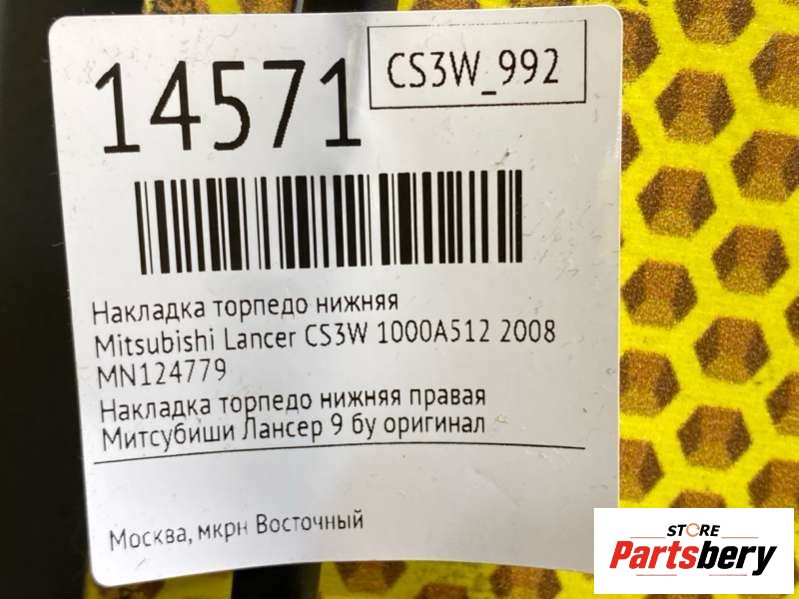 14571
CS3W_992
Накладка торпедо нижняя
Mitsubishi Lancer CS3W 1000A512 2008
MN124779
Накладка торпедо нижняя правая
Митсубиши Лансер 9 бу оригинал
Москва, мкрн Восточный
STORE
Partsbery